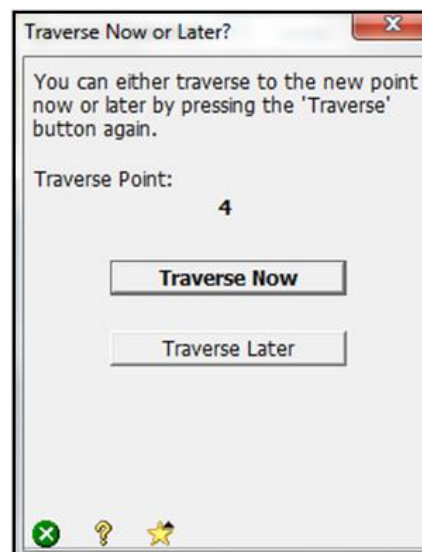 Traverse Now or Later?
You can either traverse to the new point
now or later by pressing the 'Traverse'
button again.
Traverse Point:
4
Traverse Now
Traverse Later